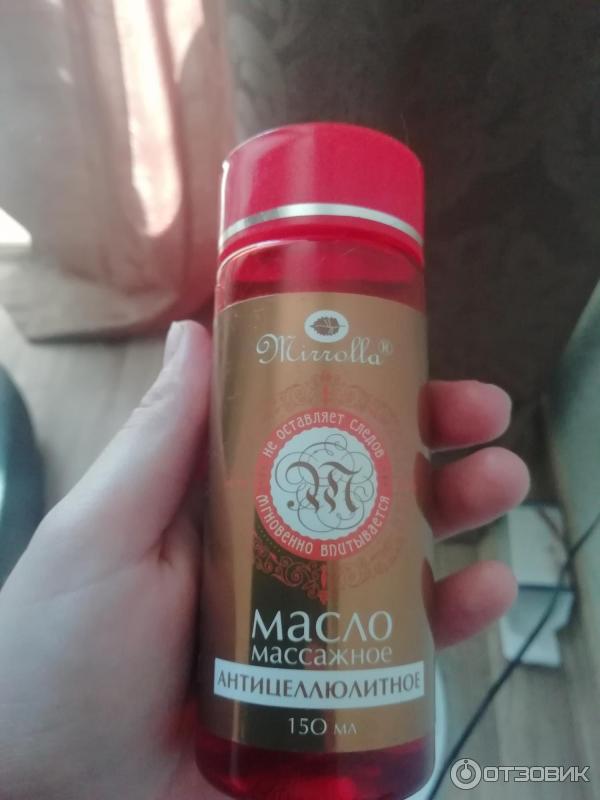 Mirrolla®
не оставляет следов
мгновенно впитывается
М
масло
массажное
антицеллюлитное
150 мл
ОТЗОВИК